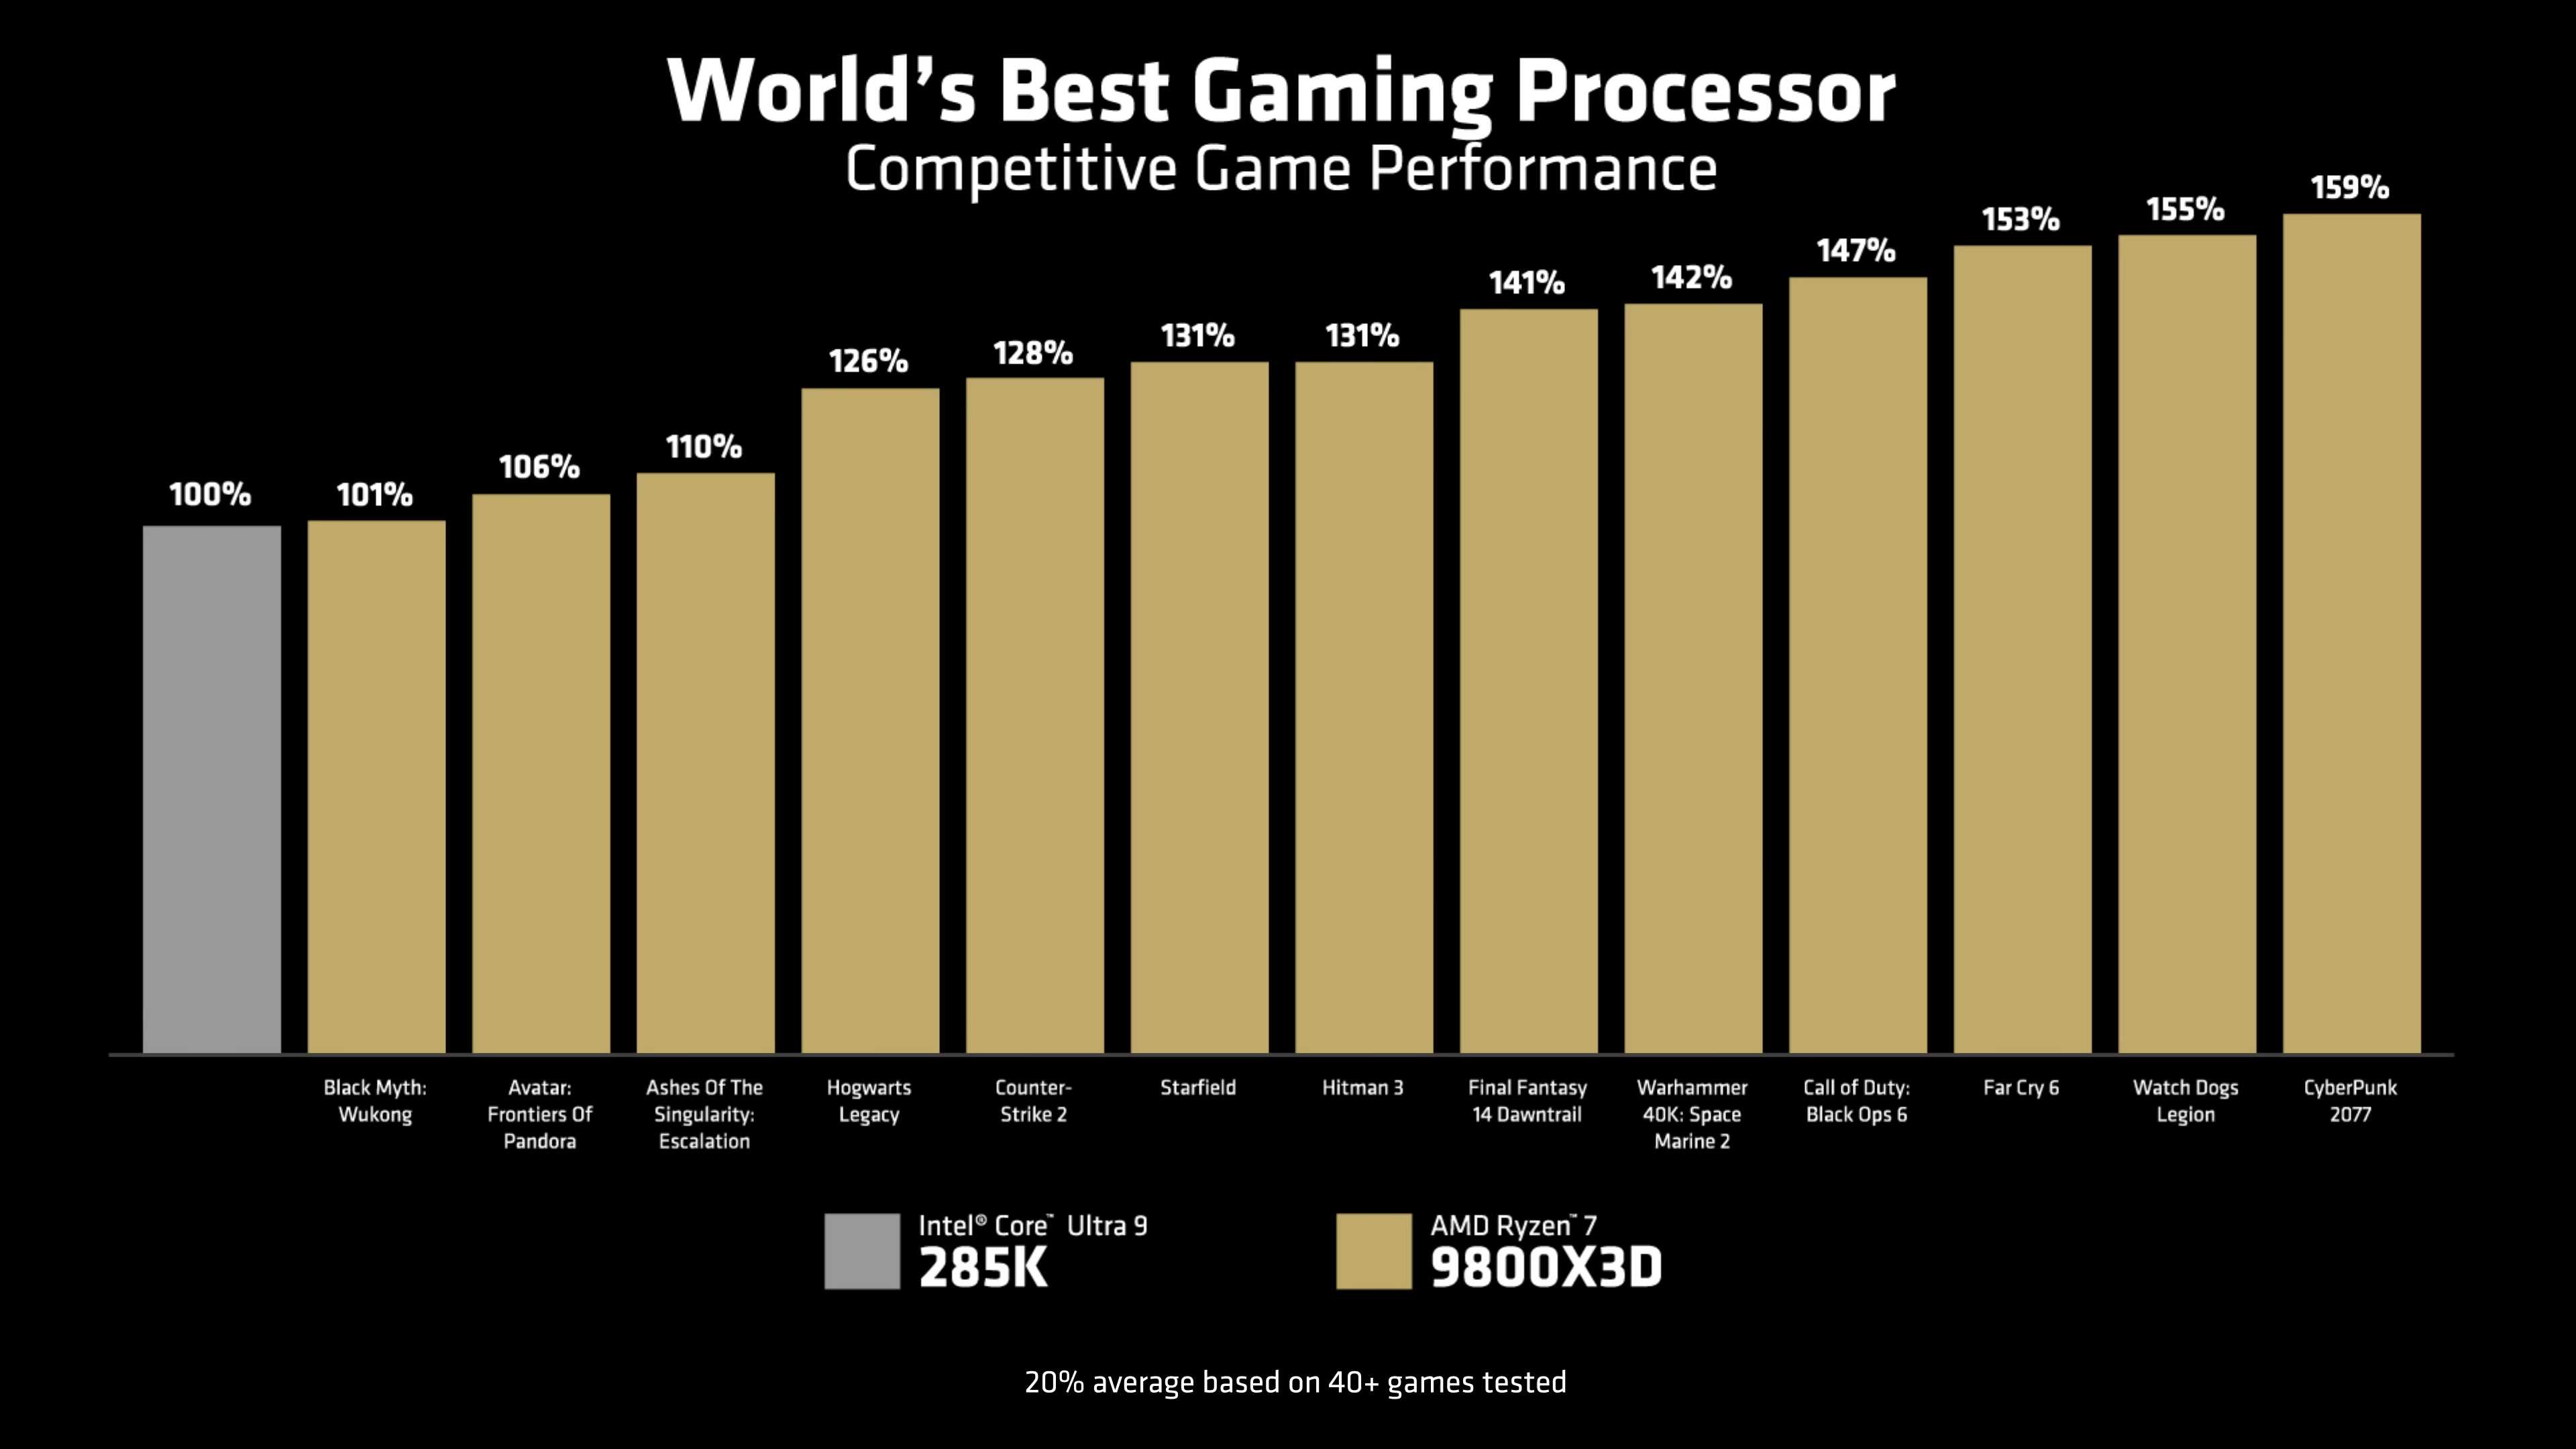 World's Best Gaming Processor
Competitive Game Performance
100%
101%
106%
110%
126%
128%
131%
131%
141%
142%
147%
153%
155%
159%
Black Myth:
Wukong
Avatar:
Frontiers Of
Pandora
Ashes Of The
Singularity:
Escalation
Hogwarts
Legacy
Counter-
Strike 2
Starfield
Hitman 3
Final Fantasy
14 Dawntrail
Warhammer
40K: Space
Marine 2
Call of Duty:
Black Ops 6
Far Cry 6
Watch Dogs
Legion
CyberPunk
2077
Intel® Core™ Ultra 9
285K
AMD Ryzen™ 7
9800X3D
20% average based on 40+ games tested